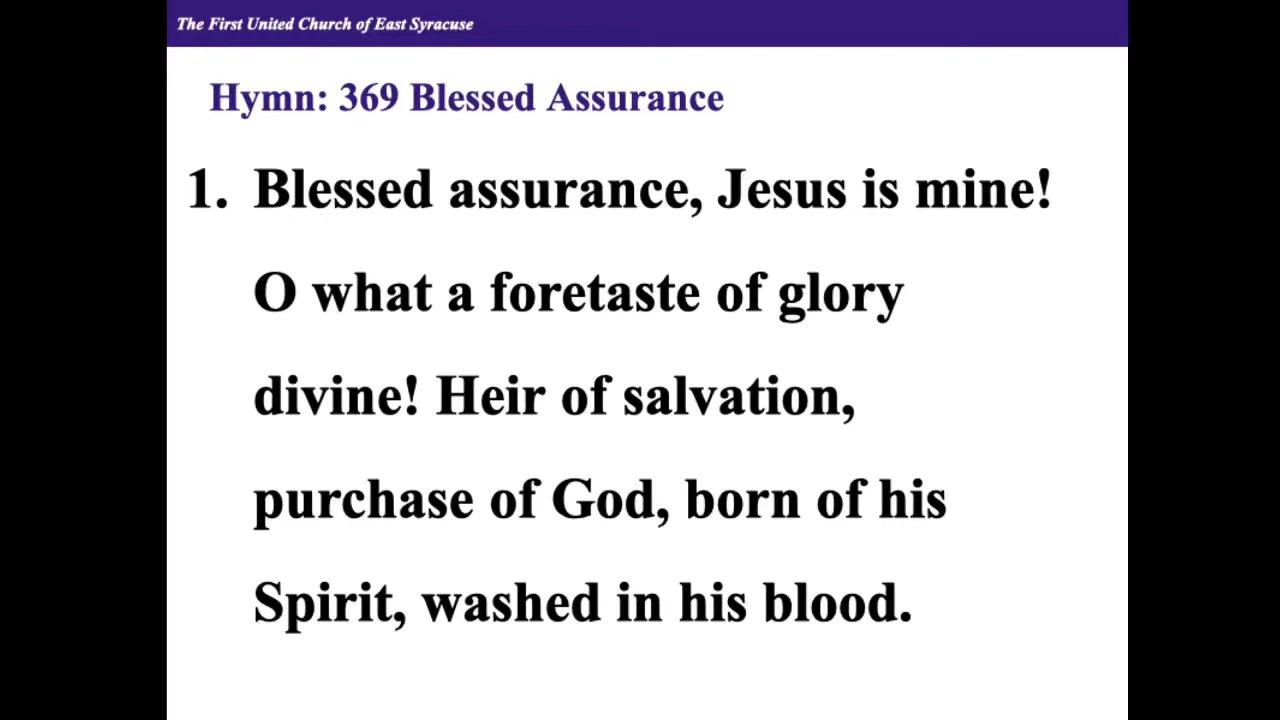 The First United Church of East Syracuse
Hymn: 369 Blessed Assurance
1. Blessed assurance, Jesus is mine!
O what a foretaste of glory
divine! Heir of salvation,
purchase of God, born of his
Spirit, washed in his blood.